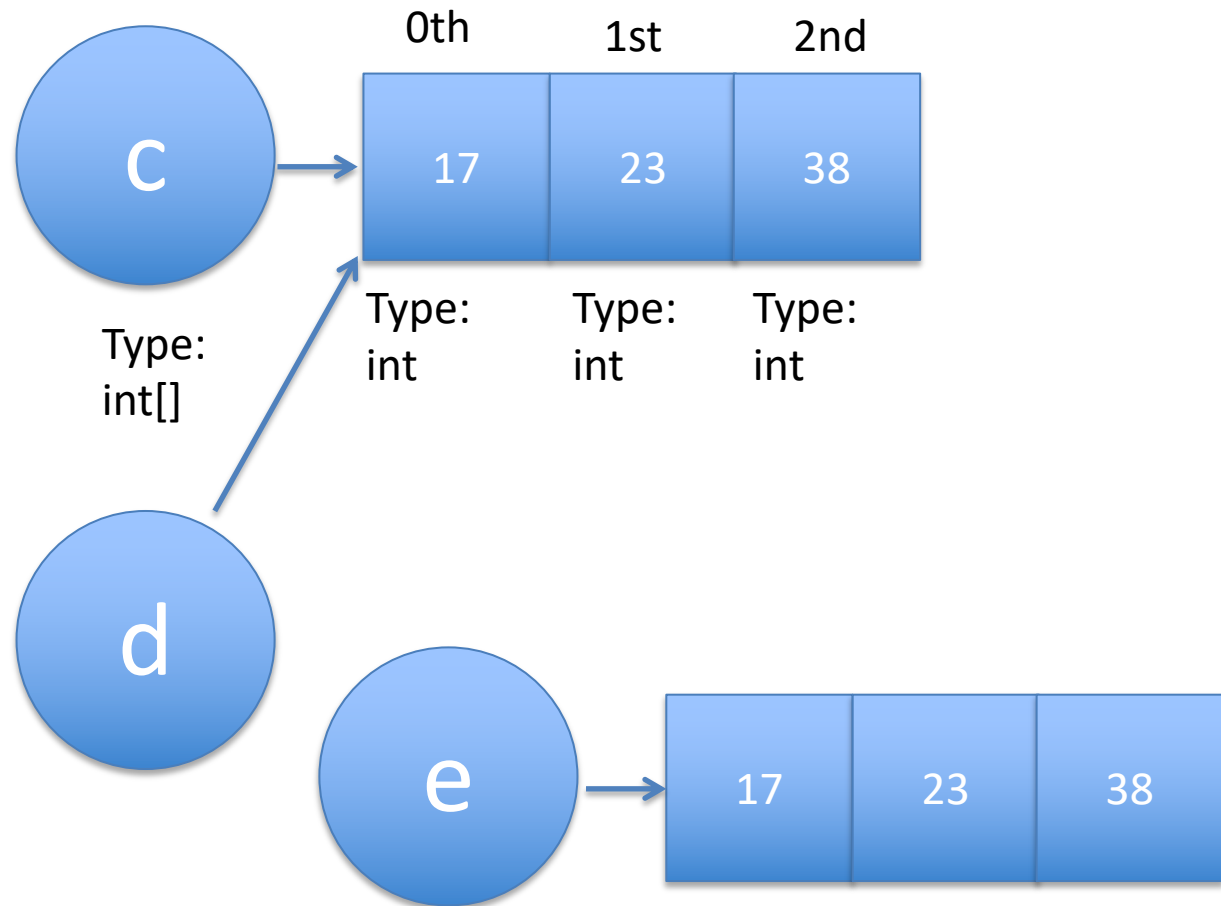 0th
1st
2nd
c
17
23
38
Type:
int[]
Type:
int
Type:
int
Type:
int
d
e
17
23
38